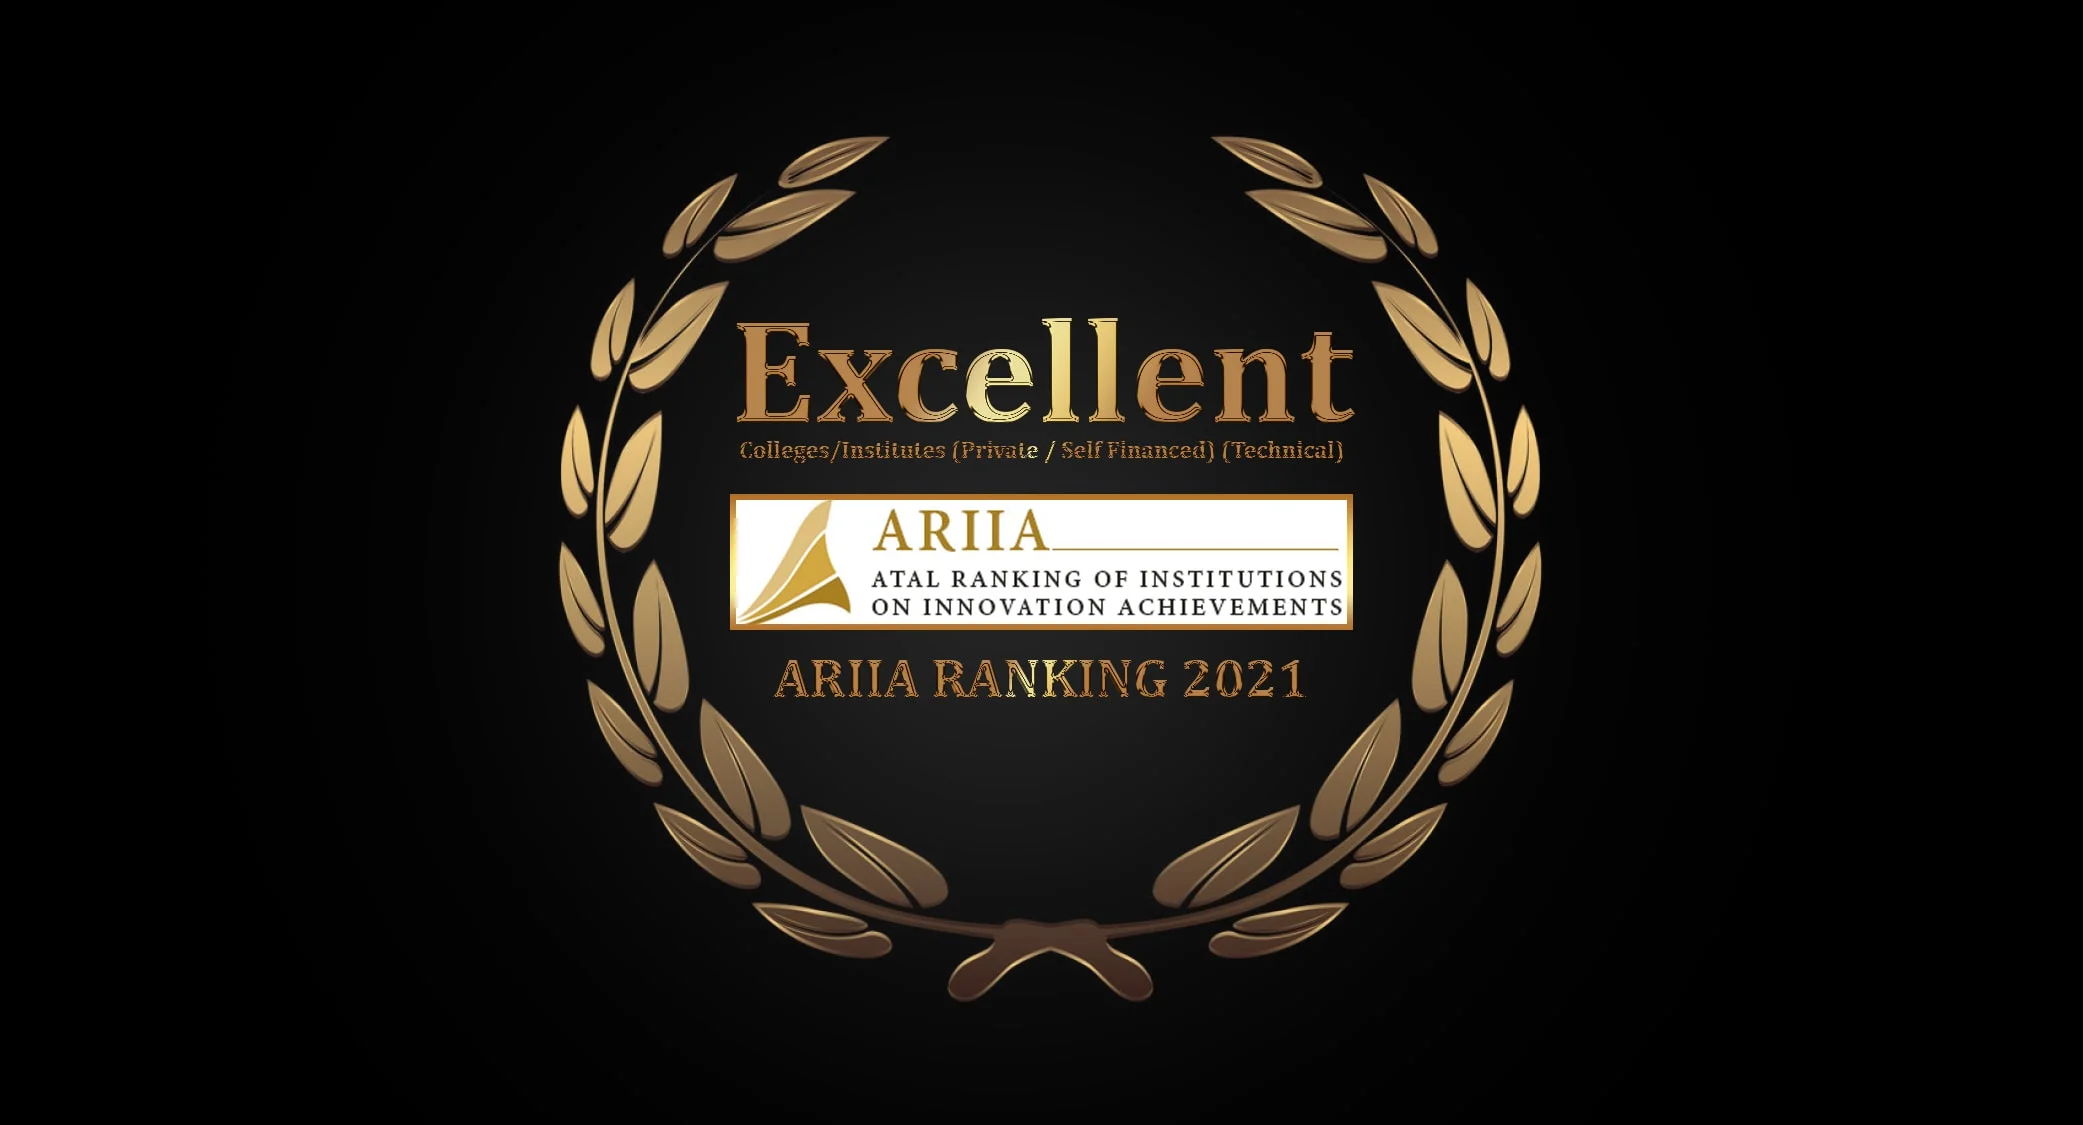 Excellent
Colleges/Institutes (Private / Self Financed) (Technical)
ARIIA
ATAL RANKING OF INSTITUTIONS
ON INNOVATION ACHIEVEMENTS
ARIIA RANKING 2021